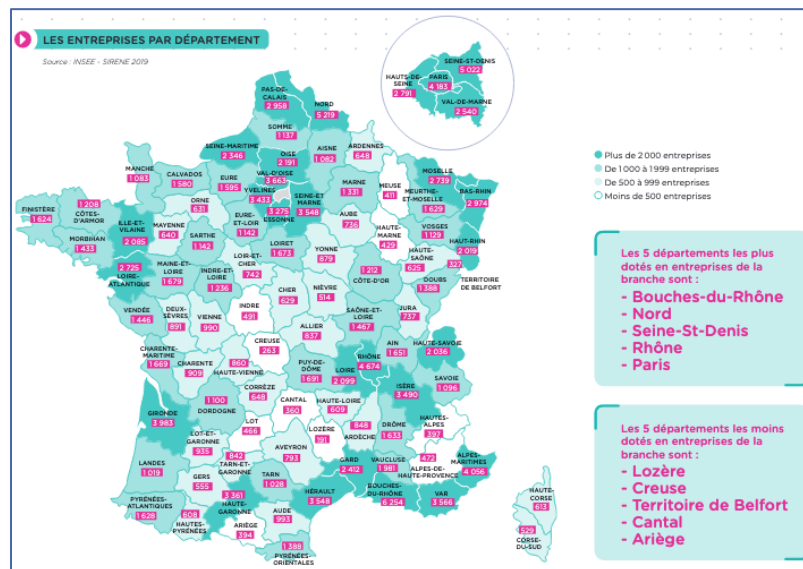 LES ENTREPRISES PAR DÉPARTEMENT
Source : INSEE - SIRENE 2019
SEINE-ST-DENIS
5 022
HAUTS-DE-
SEINE
2 791
PARIS
4 183
VAL-DE-MARNE
2 540
PAS-DE-
CALAIS
2 958
NORD
5 219
SOMME
1 137
SEINE-MARITIME
2 346
OISE
2 191
AISNE
1 082
ARDENNES
648
MANCHE
1 083
CALVADOS
1 580
EURE
1 595
VAL-D'OISE
3 663
YVELINES
3 433
3 275
ESSONNE
SEINE-ET
MARNE
3 548
MARNE
1 331
MEUSE
411
MOSELLE
2 739
MEURTHE-
ET-MOSELLE
1 629
BAS-RHIN
2 974
FINISTÈRE
1 624
1 208
CÔTES-
D'ARMOR
MORBIHAN
1 433
ILLE-ET-
VILAINE
2 085
ORNE
631
MAYENNE
640
SARTHE
1 142
EURE-
ET-LOIR
1 142
AUBE
736
HAUTE-
MARNE
429
VOSGES
1 129
HAUT-RHIN
2 019
2 725
LOIRE-
ATLANTIQUE
MAINE-ET-
LOIRE
1 679
INDRE-ET-
LOIRE
1 236
LOIR-ET
CHER
742
LOIRET
1 673
YONNE
879
1 212
CÔTE-D'OR
HAUTE-
SAÔNE
625
327
TERRITOIRE
DE BELFORT
DOUBS
1 388
VENDÉE
1 446
DEUX-
SÈVRES
891
VIENNE
990
INDRE
491
CHER
629
NIÈVRE
514
SAÔNE-ET
LOIRE
1 467
JURA
737
CHARENTE-
MARITIME
1 669
CHARENTE
909
860
HAUTE-VIENNE
CREUSE
263
ALLIER
837
PUY-DE-
DÔME
1 691
LOIRE
2 099
RHÔNE
4 674
AIN
1 651
HAUTE-SAVOIE
2 036
SAVOIE
1 096
ISÈRE
3 490
CORRÈZE
648
CANTAL
360
HAUTE-LOIRE
609
GIRONDE
3 983
1 100
DORDOGNE
LOT
466
LOZÈRE
191
848
ARDÈCHE
DRÔME
1 633
HAUTES-
ALPES
397
LOT-ET-
GARONNE
935
842
TARN-ET-
GARONNE
AVEYRON
793
GARD
2 412
VAUCLUSE
1 981
472
ALPES-DE-
HAUTE-PROVENCE
ALPES-
MARITIMES
4 056
LANDES
1 019
GERS
555
TARN
1 028
HÉRAULT
3 548
BOUCHES-
DU-RHÔNE
6 254
VAR
3 566
PYRÉNÉES-
ATLANTIQUES
1 628
608
HAUTES-
PYRÉNÉES
3 361
HAUTE-
GARONNE
ARIÈGE
394
AUDE
993
1 388
PYRÉNÉES-
ORIENTALES
HAUTE-
CORSE
613
529
CORSE-
DU-SUD
Plus de 2 000 entreprises
De 1 000 à 1 999 entreprises
De 500 à 999 entreprises
Moins de 500 entreprises
Les 5 départements les plus
dotés en entreprises de la
branche sont :
- Bouches-du-Rhône
- Nord
- Seine-St-Denis
- Rhône
- Paris
Les 5 départements les moins
dotés en entreprises de la
branche sont :
- Lozère
- Creuse
- Territoire de Belfort
- Cantal
- Ariège